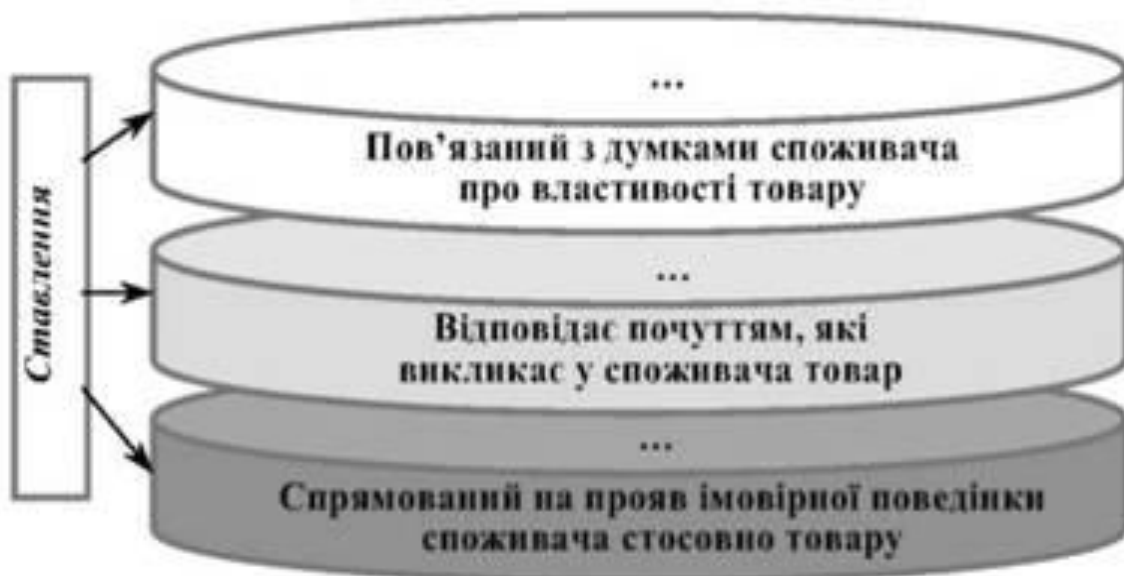 Ставлення
...
Пов’язаний з думками споживача
про властивості товару
...
Відповідає почуттям, які
викликає у споживача товар
...
Спрямований на прояв імовірної поведінки
споживача стосовно товару